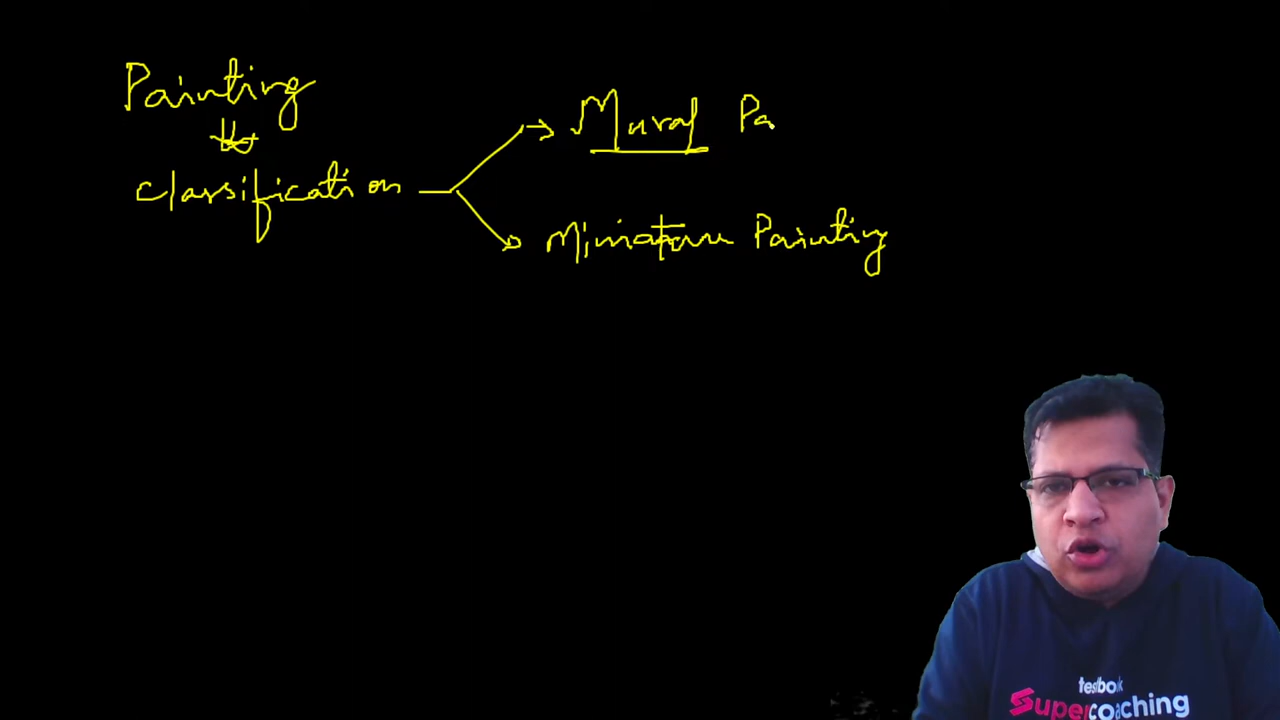 Painting
Mural Pa
classification
Miniature Painting
testbook
Supercoaching